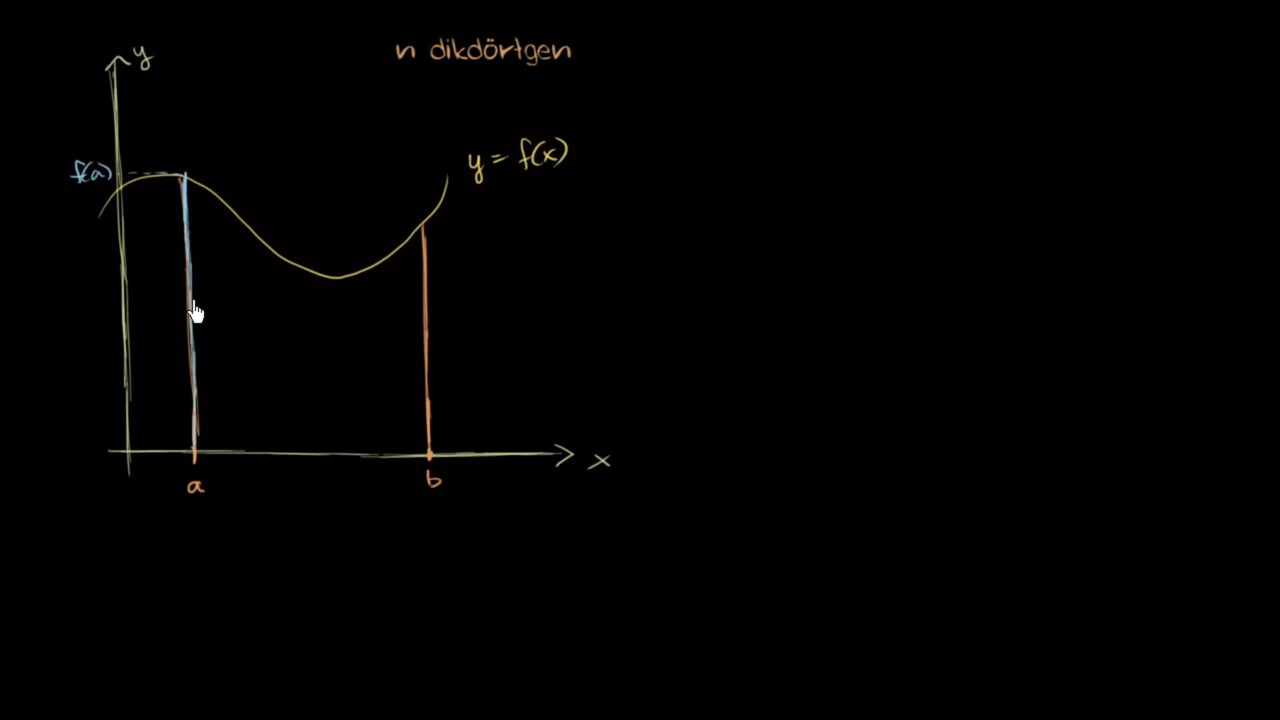 n dikdörtgen
y
y = f(x)
f(a)
x
a
b